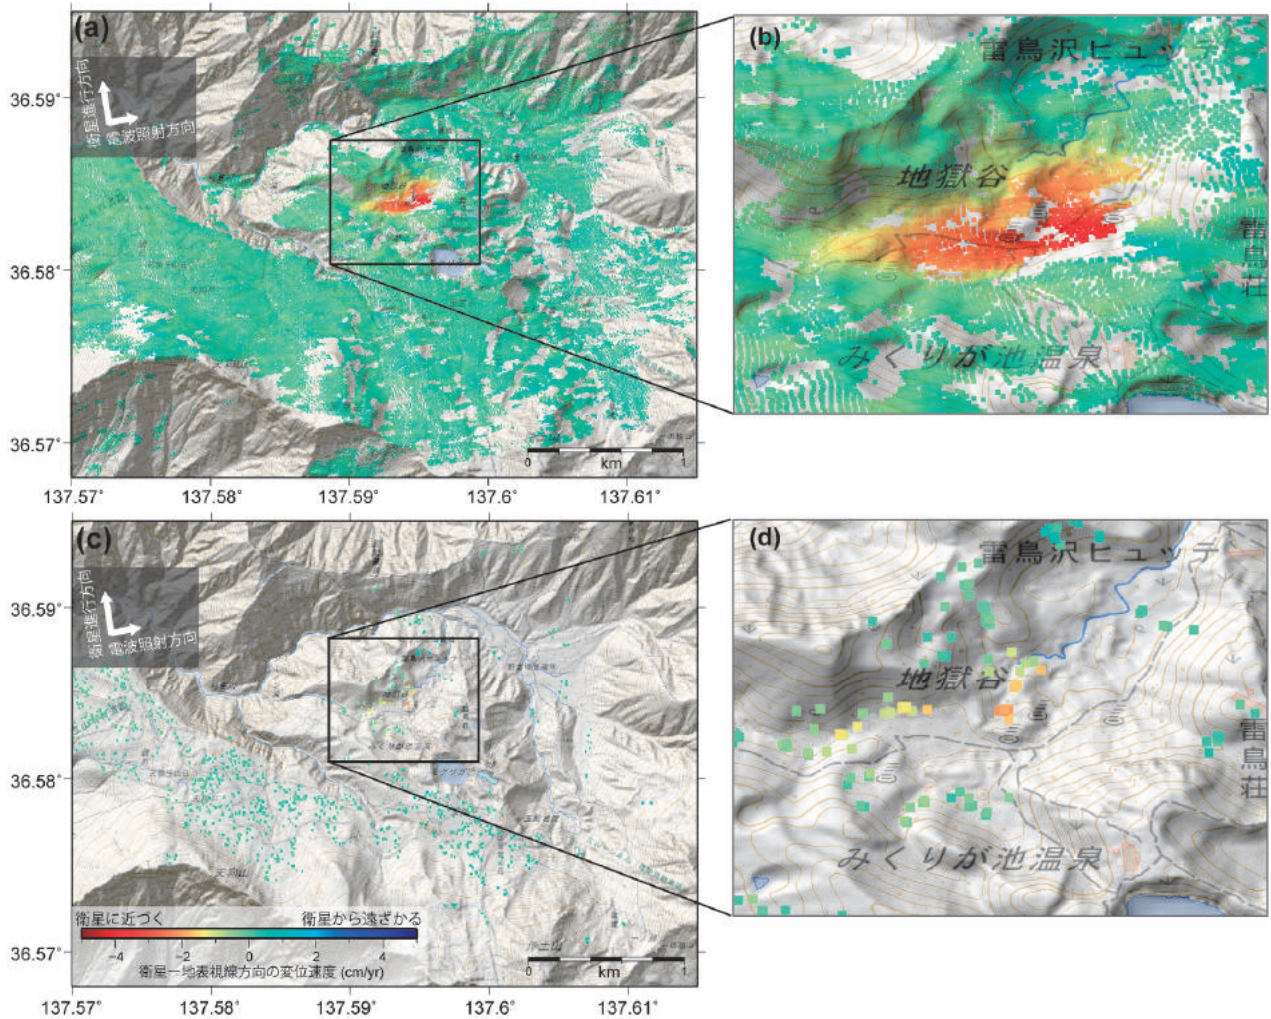 (a)
衛星進行方向
電波照射方向
36.59
36.58
36.57
0
km
1
137.57°
137.58°
137.59°
137.6°
137.61°
(b)
雷鳥沢ヒュッテ
地獄谷
雷鳥荘
みくりが池温泉
(c)
衛星進行方向
電波照射方向
36.59
36.58
36.57
天狗山
浄土山
衛星に近づく
衛星から遠ざかる
-4
-2
0
2
4
衛星ー地表視線方向の変位速度 (cm/yr)
0
km
1
137.57°
137.58°
137.59°
137.6°
137.61°
(d)
雷鳥沢ヒュッテ
地獄谷
雷鳥荘
みくりが池温泉